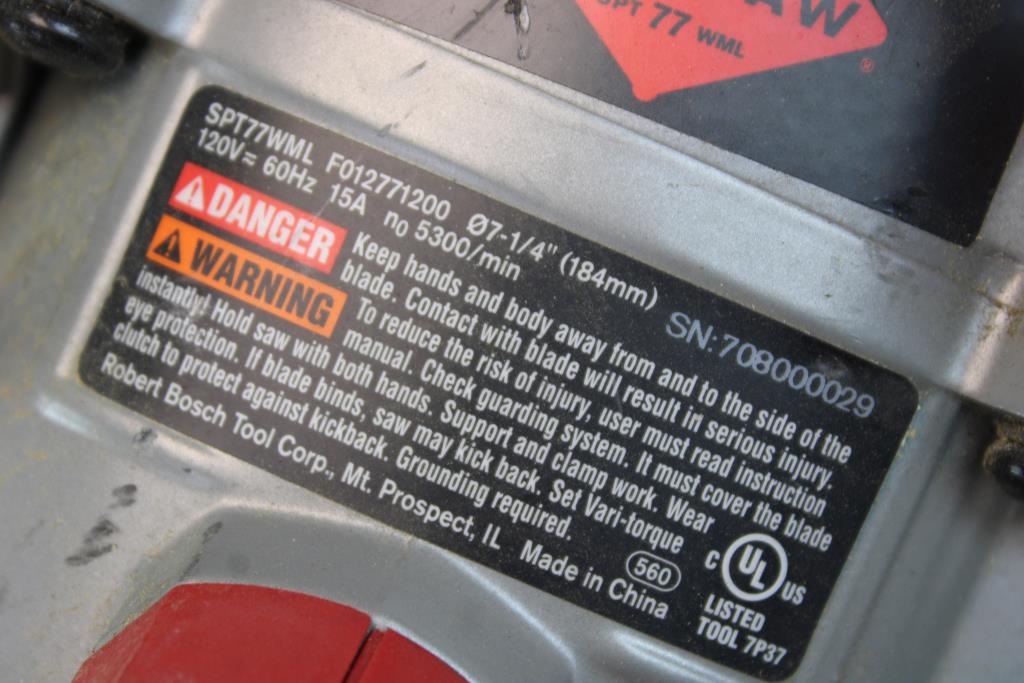 AW
SPT 77 WML
®
SPT77WML F012771200 Ø7-1/4" (184mm) SN:708000029
120V≂ 60Hz 15A no 5300/min
⚠DANGER Keep hands and body away from and to the side of the
blade. Contact with blade will result in serious injury.
⚠WARNING To reduce the risk of injury, user must read instruction
manual. Check guarding system. It must cover the blade
instantly! Hold saw with both hands. Support and clamp work. Wear
eye protection. If blade binds, saw may kick back. Set Vari-torque
clutch to protect against kickback. Grounding required.
Robert Bosch Tool Corp., Mt. Prospect, IL Made in China
560
C UL US
LISTED
TOOL 7P37